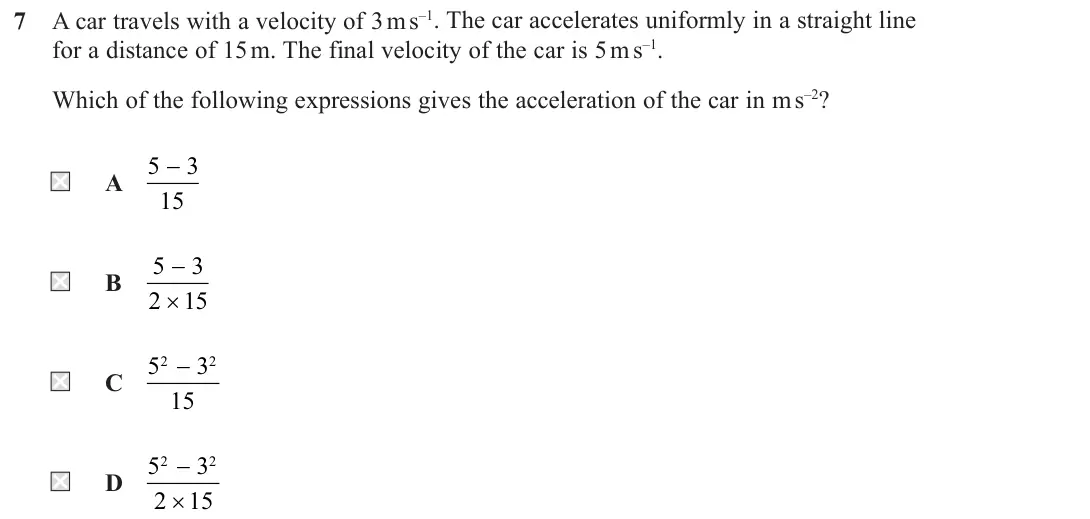 7 A car travels with a velocity of 3 m s⁻¹. The car accelerates uniformly in a straight line
for a distance of 15 m. The final velocity of the car is 5 m s⁻¹.
Which of the following expressions gives the acceleration of the car in m s⁻²?
A (5 – 3)/15
B (5 – 3)/(2 × 15)
C (5² – 3²)/15
D (5² – 3²)/(2 × 15)